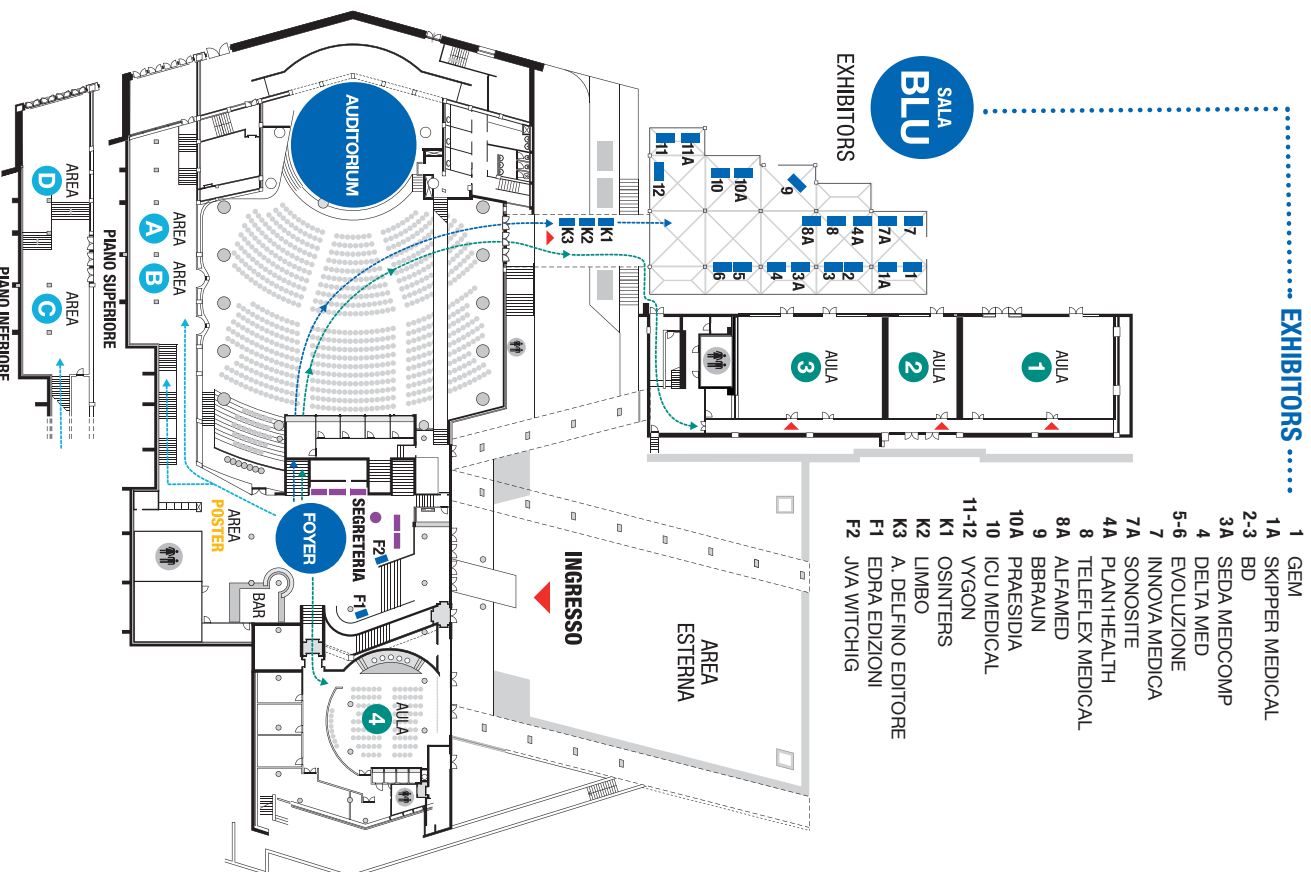 SALA
BLU
EXHIBITORS
EXHIBITORS
1 GEM
1A SKIPPER MEDICAL
2-3 BD
3A SEDA MEDCOMP
4 DELTA MED
5-6 EVOLUZIONE
7 INNOVA MEDICA
7A SONOSITE
4A PLAN1HEALTH
8 TELEFLEX MEDICAL
8A ALFAMED
9 BBRAUN
10A PRAESIDIA
10 ICU MEDICAL
11-12 VYGON
K1 OSINTERS
K2 LIMBO
K3 A. DELFINO EDITORE
F1 EDRA EDIZIONI
F2 JVA WITCHIG
7
7A
4A
8
8A
9
10A
10
11A
11
12
1
1A
2
3
3A
4
5
6
K1
K2
K3
AULA
1
AULA
2
AULA
3
AREA
ESTERNA
INGRESSO
AUDITORIUM
SEGRETERIA
F2
F1
FOYER
AULA
4
BAR
AREA
POSTER
AREA
A
AREA
B
PIANO SUPERIORE
AREA
D
AREA
C
PIANO INFERIORE